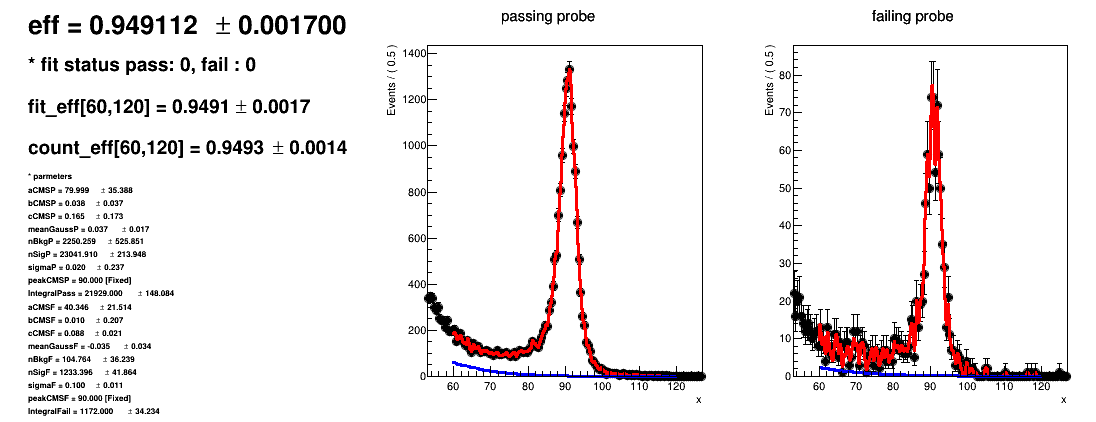 eff = 0.949112 ± 0.001700
* fit status pass: 0, fail : 0
fit_eff[60,120] = 0.9491 ± 0.0017
count_eff[60,120] = 0.9493 ± 0.0014
* parmeters
aCMSP = 79.999 ± 35.388
bCMSP = 0.038 ± 0.037
cCMSP = 0.165 ± 0.173
meanGaussP = 0.037 ± 0.017
nBkgP = 2250.259 ± 525.851
nSigP = 23041.910 ± 213.948
sigmaP = 0.020 ± 0.237
peakCMSP = 90.000 [Fixed]
IntegralPass = 21929.000 ± 148.084
aCMSF = 40.346 ± 21.514
bCMSF = 0.010 ± 0.207
cCMSF = 0.088 ± 0.021
meanGaussF = -0.035 ± 0.034
nBkgF = 104.764 ± 36.239
nSigF = 1233.396 ± 41.864
sigmaF = 0.100 ± 0.011
peakCMSF = 90.000 [Fixed]
IntegralFail = 1172.000 ± 34.234
passing probe
Events / ( 0.5 )
1400
1200
1000
800
600
400
200
0
60 70 80 90 100 110 120
x
failing probe
Events / ( 0.5 )
80
70
60
50
40
30
20
10
0
60 70 80 90 100 110 120
x